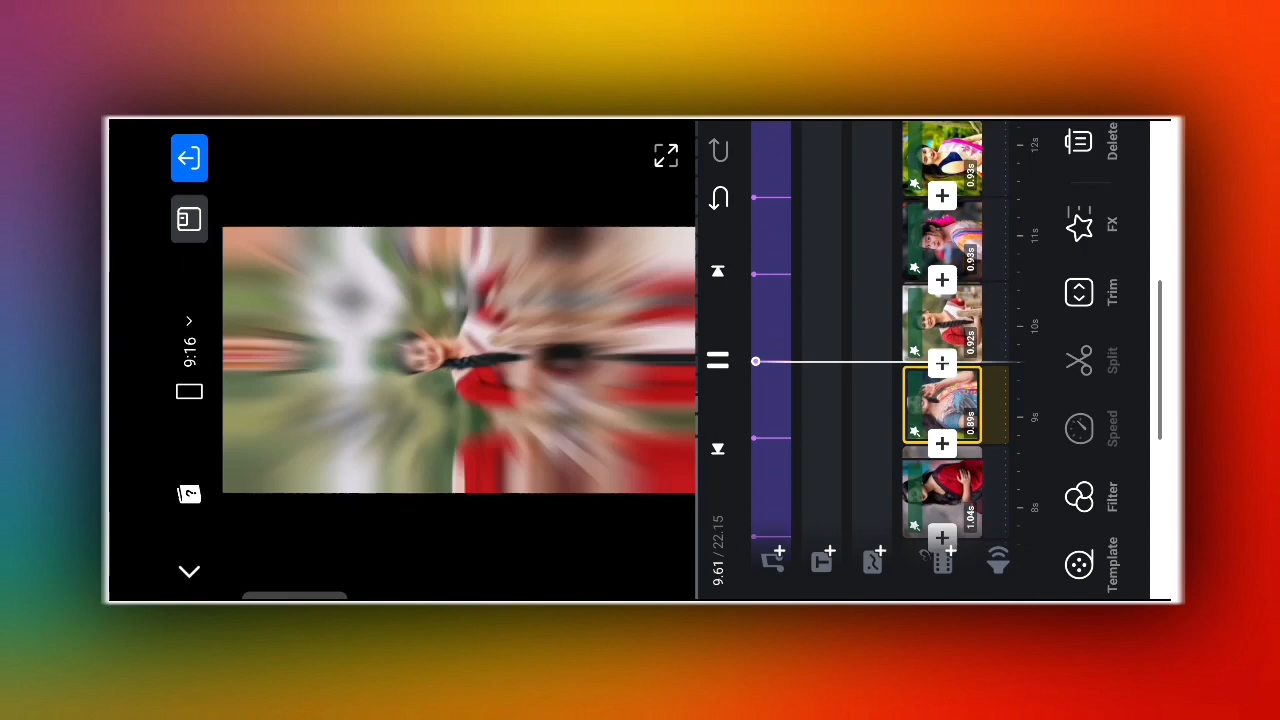 9:16
9.61 / 22.15
0.93s
0.93s
0.92s
0.89s
1.04s
12s
11s
10s
9s
8s
Delete
FX
Trim
Split
Speed
Filter
Template